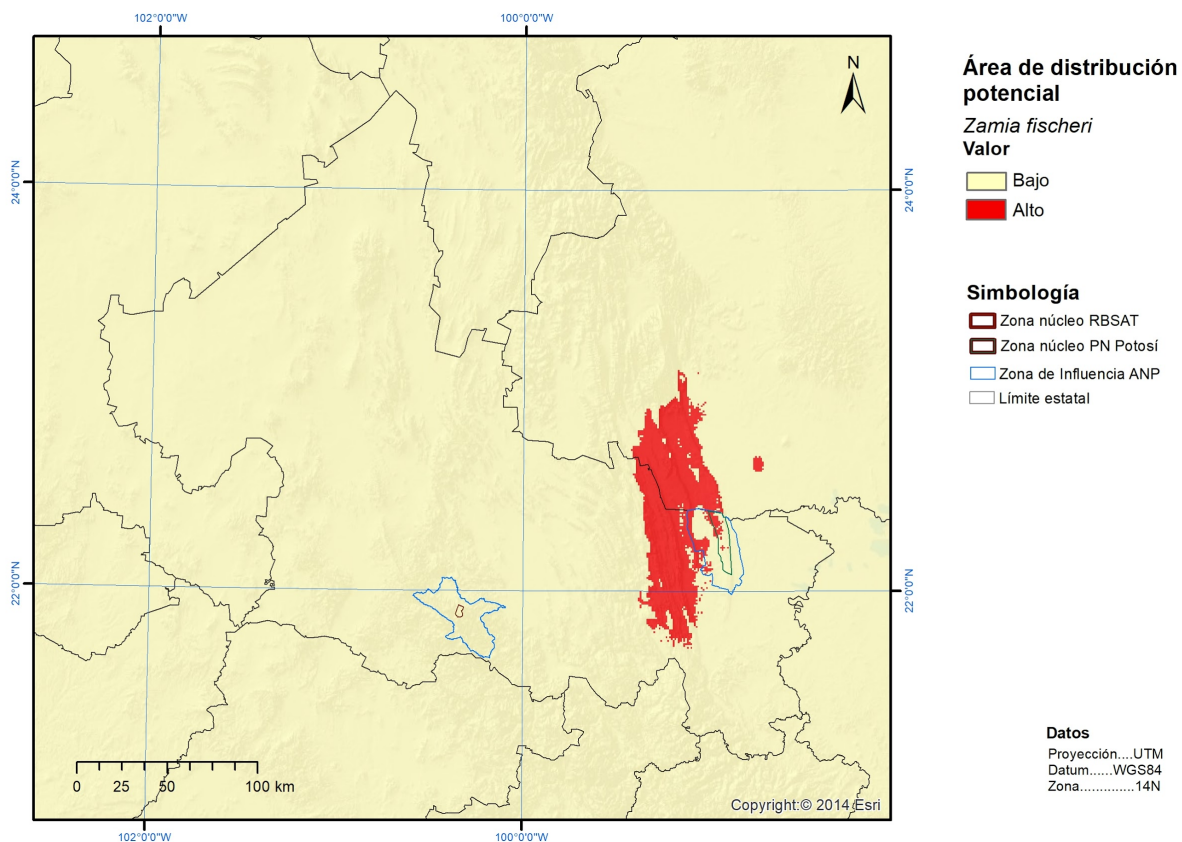 102°0'0"W
100°0'0"W
24°0'0"N
24°0'0"N
22°0'0"N
22°0'0"N
N
0 25 50 100 km
Copyright:© 2014 Esri
102°0'0"W
100°0'0"W
Área de distribución
potencial
Zamia fischeri
Valor
Bajo
Alto
Simbología
Zona núcleo RBSAT
Zona núcleo PN Potosí
Zona de Influencia ANP
Límite estatal
Datos
Proyección....UTM
Datum......WGS84
Zona.............14N